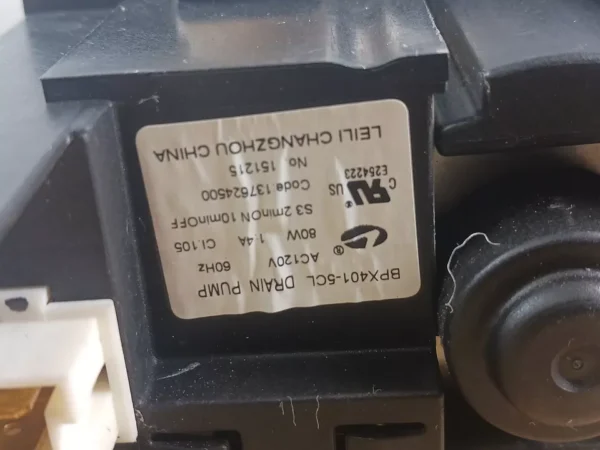 BPX401-5CL DRAIN PUMP
® AC120V 60Hz
80W 1.4A Cl.105
S3 2minON 10minOFF
c RU US Code 137624500
E254223 No 151215
LEILI CHANGZHOU CHINA